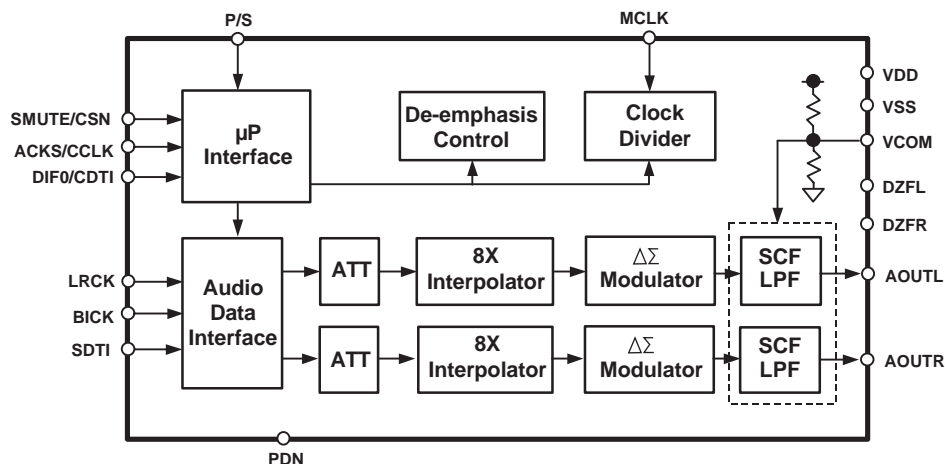 P/S
MCLK
VDD
VSS
VCOM
DZFL
DZFR
AOUTL
AOUTR
SMUTE/CSN
ACKS/CCLK
DIF0/CDTI
LRCK
BICK
SDTI
PDN
µP
Interface
De-emphasis
Control
Clock
Divider
Audio
Data
Interface
ATT
8X
Interpolator
ΔΣ
Modulator
SCF
LPF
ATT
8X
Interpolator
ΔΣ
Modulator
SCF
LPF